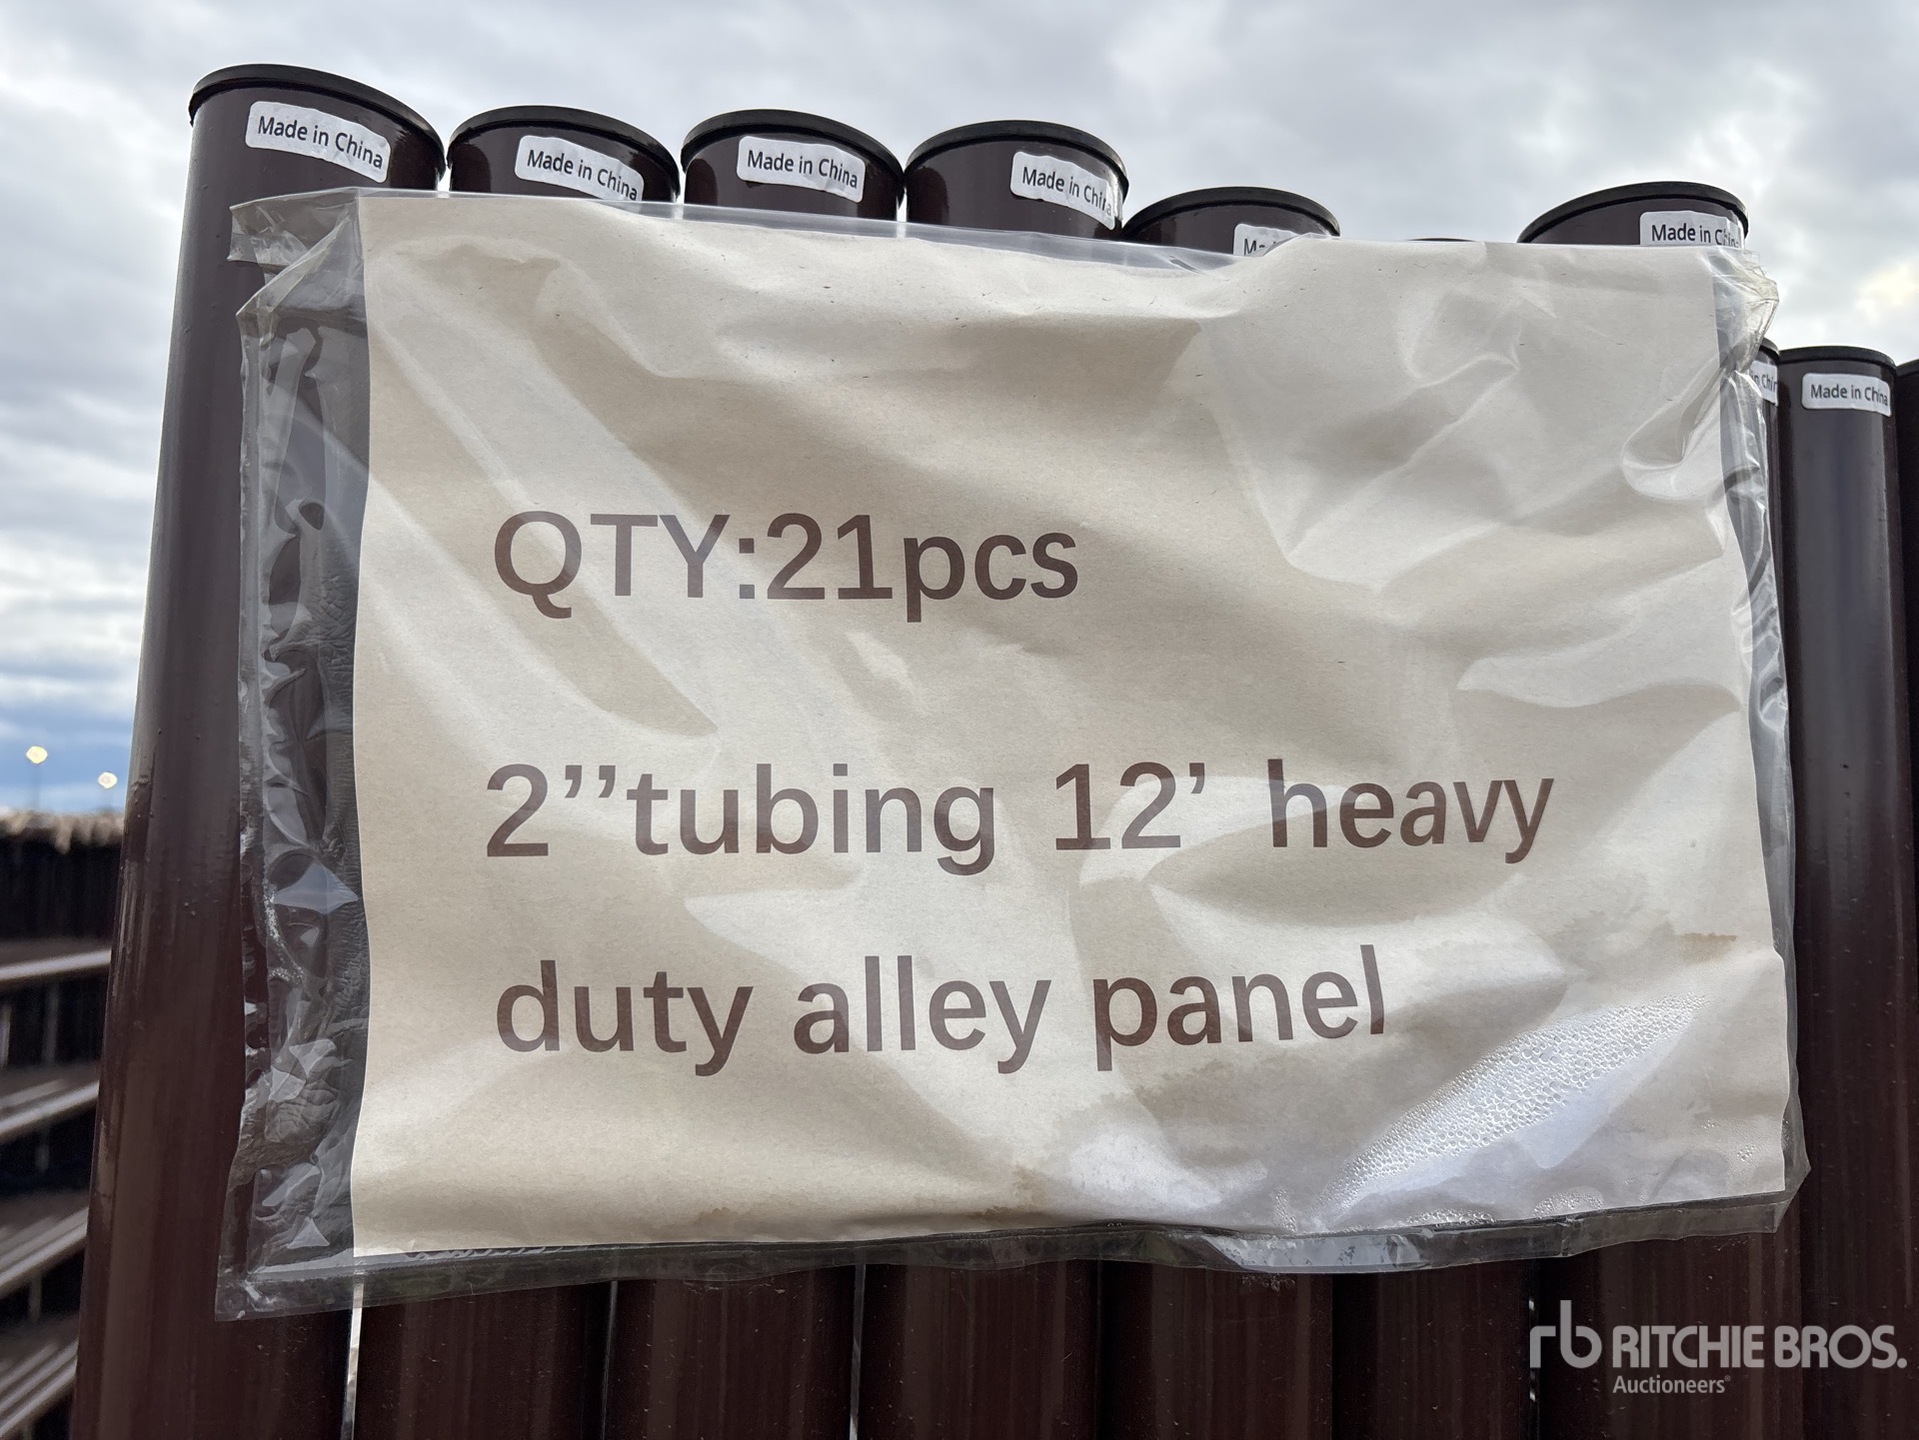 Made in China
Made in China
Made in China
Made in China
Made in China
Made in China
QTY:21pcs
2’’tubing 12’ heavy
duty alley panel
rb RITCHIE BROS.
Auctioneers